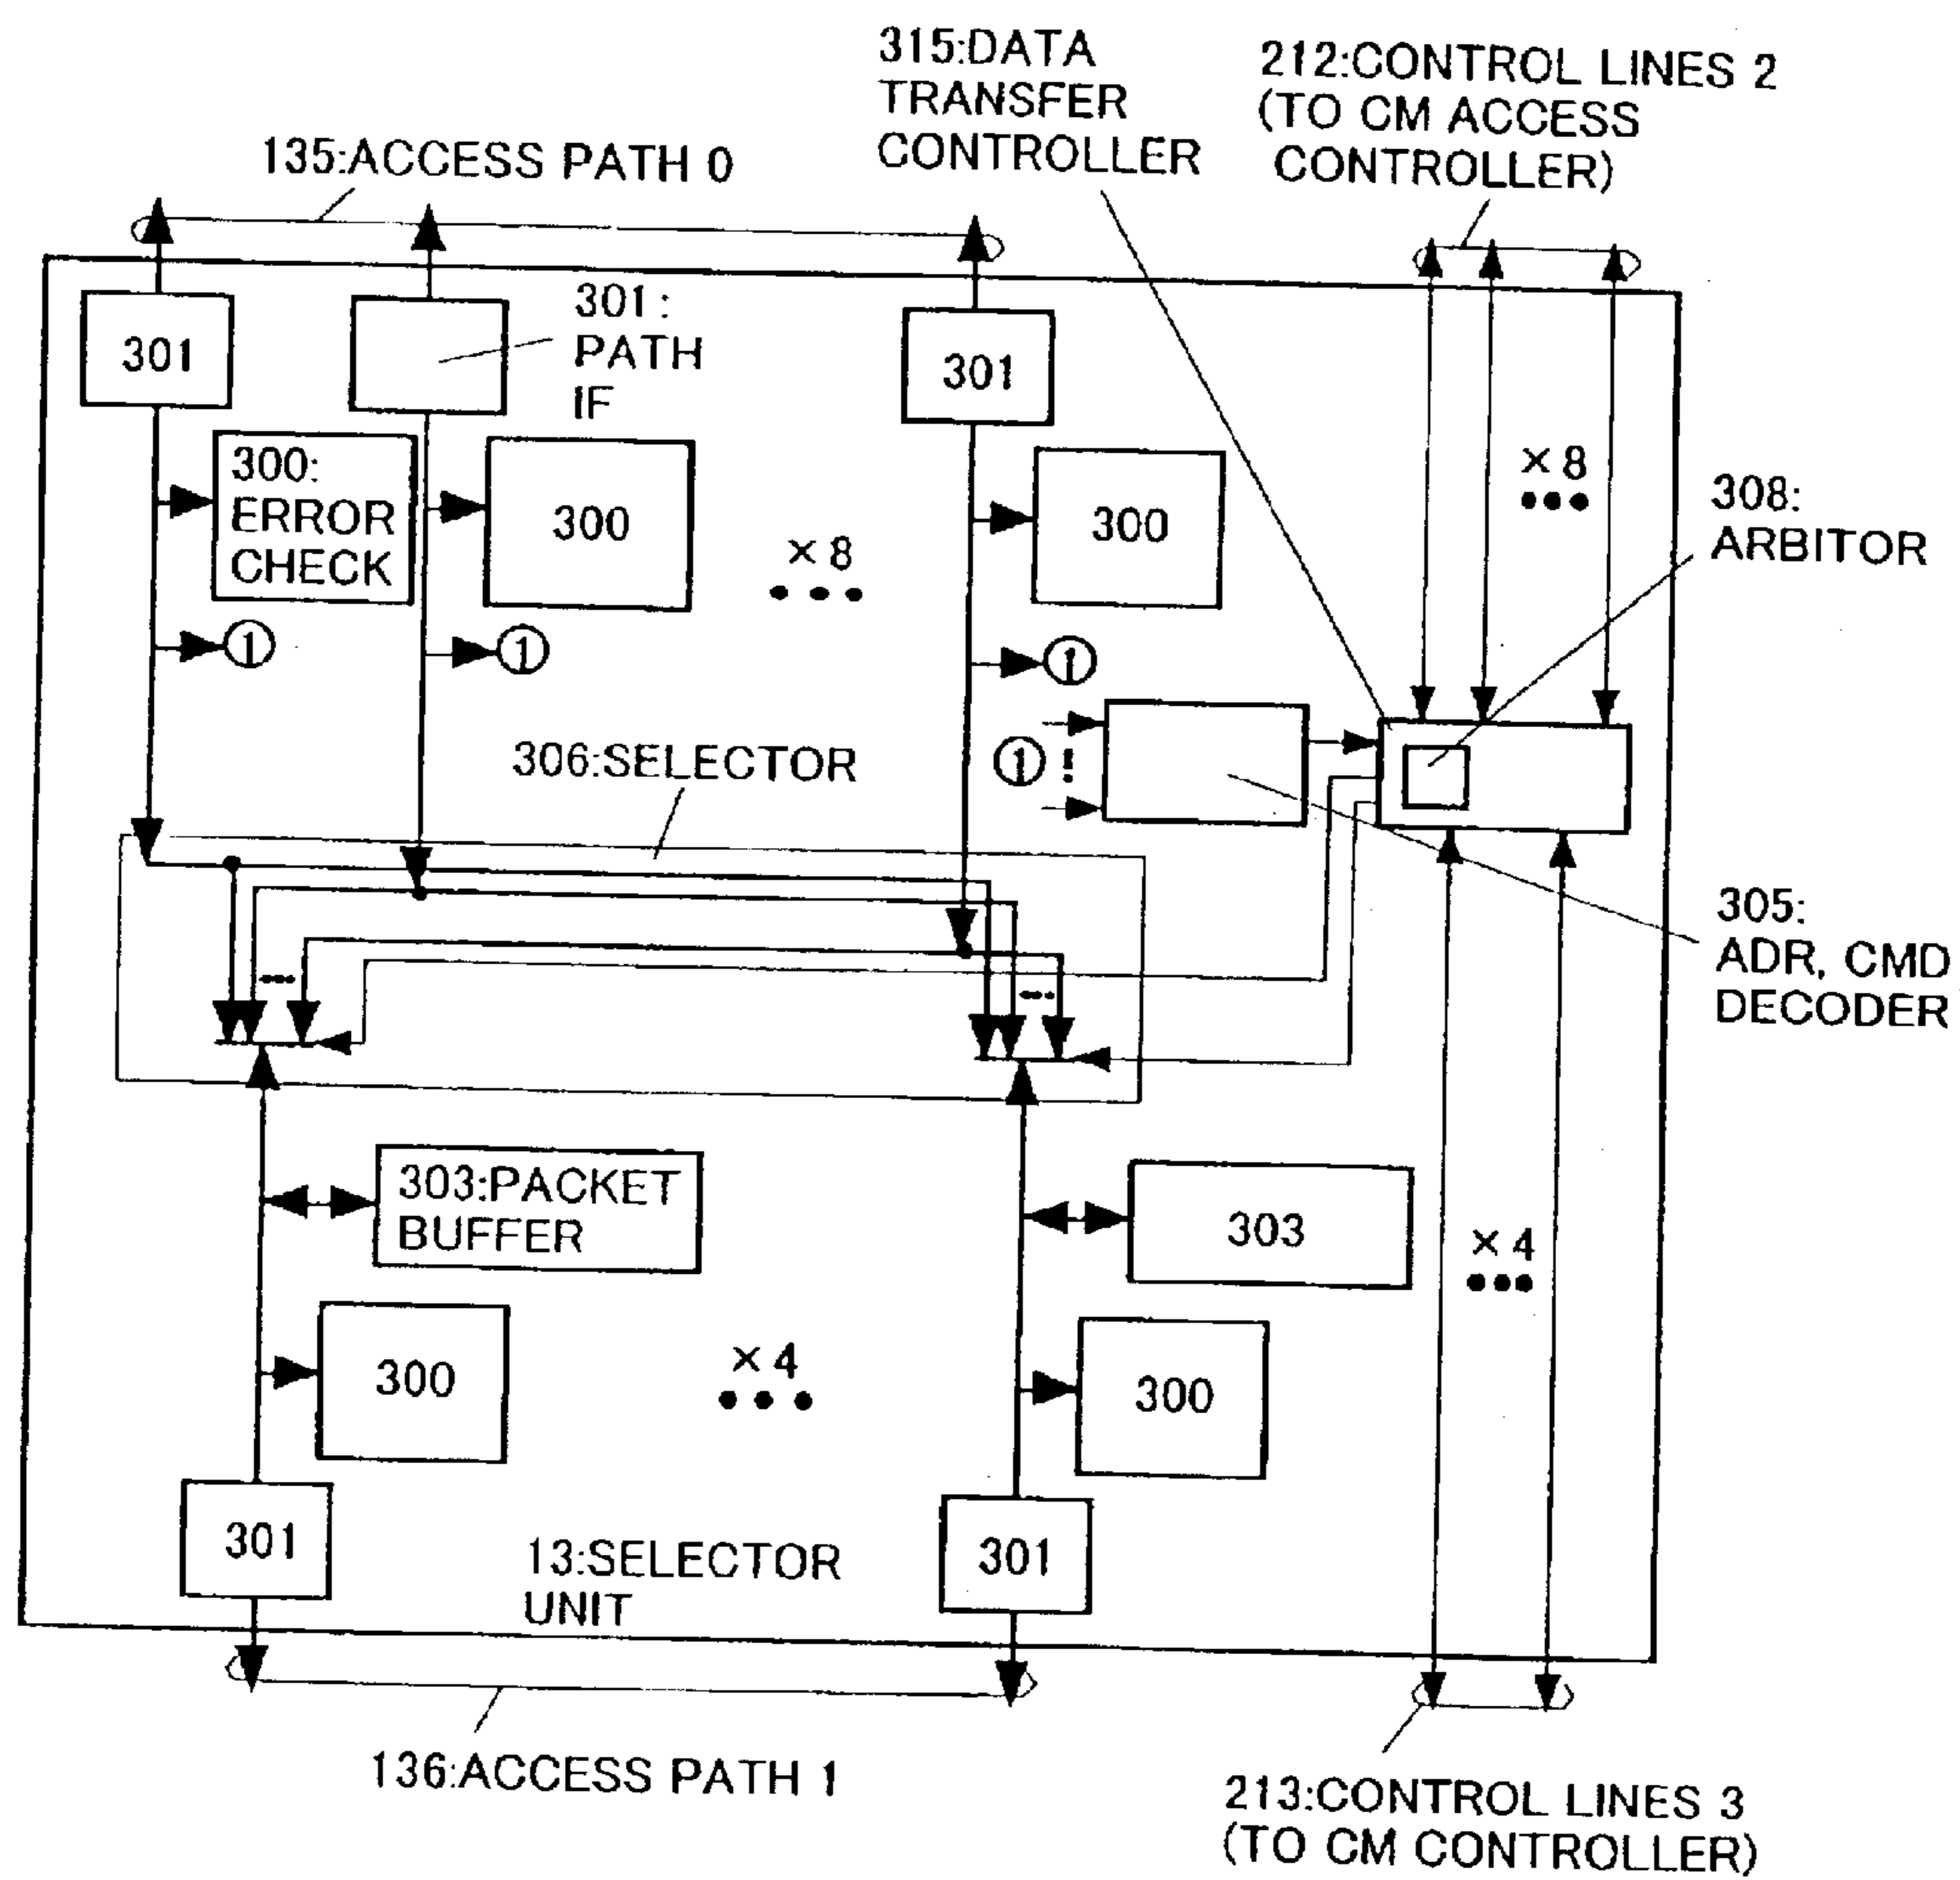 315:DATA
TRANSFER
CONTROLLER
212:CONTROL LINES 2
(TO CM ACCESS
CONTROLLER)
135:ACCESS PATH 0
301
301:
PATH
IF
301
300:
ERROR
CHECK
300
×8
•••
300
×8
•••
308:
ARBITOR
①
①
①
306:SELECTOR
①
305:
ADR, CMD
DECODER
303:PACKET
BUFFER
303
×4
•••
300
×4
•••
300
301
13:SELECTOR
UNIT
301
136:ACCESS PATH 1
213:CONTROL LINES 3
(TO CM CONTROLLER)